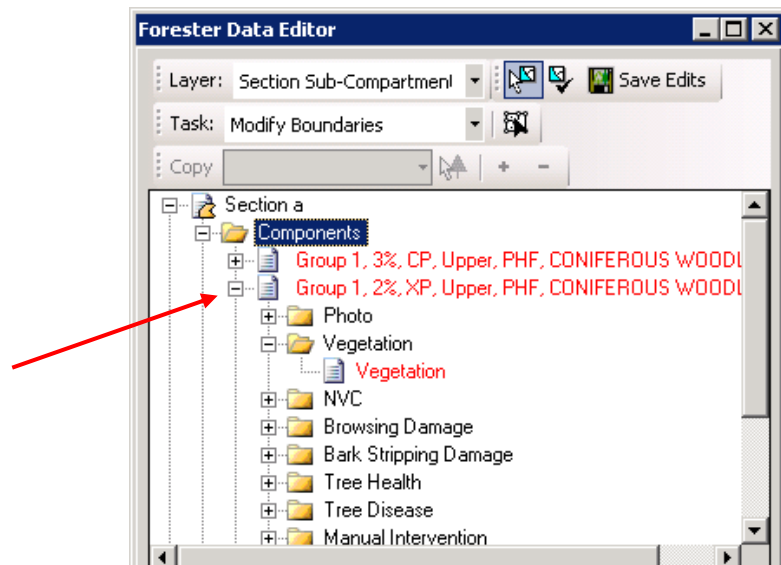 Forester Data Editor
Layer: Section Sub-Compartment Save Edits
Task: Modify Boundaries
Copy
Section a
Components
Group 1, 3%, CP, Upper, PHF, CONIFEROUS WOODL
Group 1, 2%, XP, Upper, PHF, CONIFEROUS WOODL
Photo
Vegetation
Vegetation
NVC
Browsing Damage
Bark Stripping Damage
Tree Health
Tree Disease
Manual Intervention